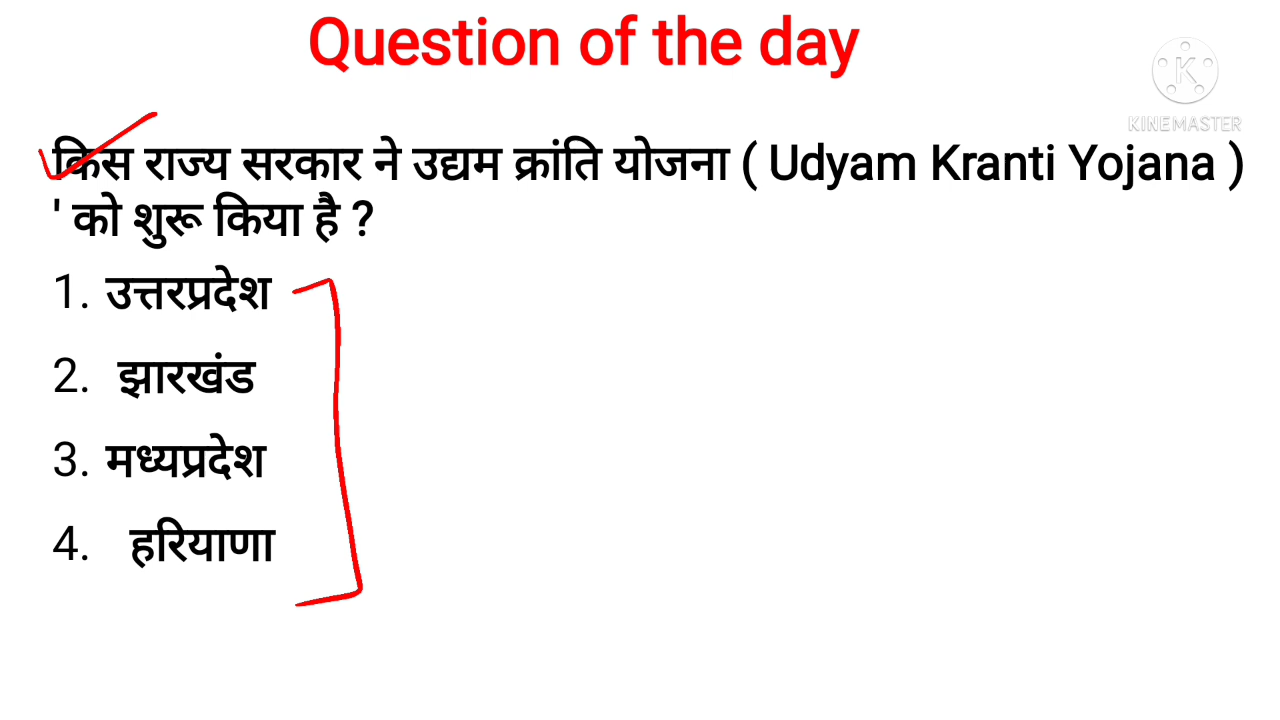 Question of the day
KINEMASTER
किस राज्य सरकार ने उद्यम क्रांति योजना ( Udyam Kranti Yojana )
' को शुरू किया है ?
1. उत्तरप्रदेश
2. झारखंड
3. मध्यप्रदेश
4. हरियाणा